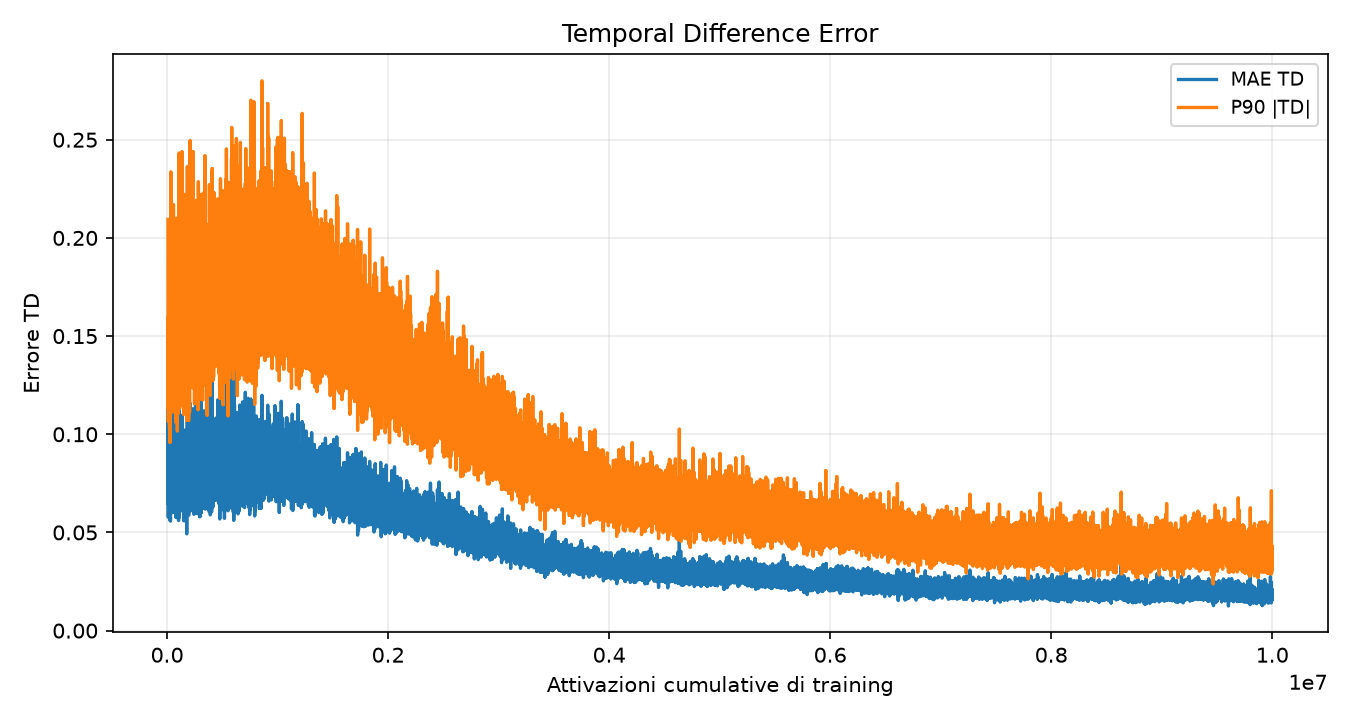 Temporal Difference Error
MAE TD
P90 |TD|
Errore TD
0.25
0.20
0.15
0.10
0.05
0.00
0.0 0.2 0.4 0.6 0.8 1.0
1e7
Attivazioni cumulative di training